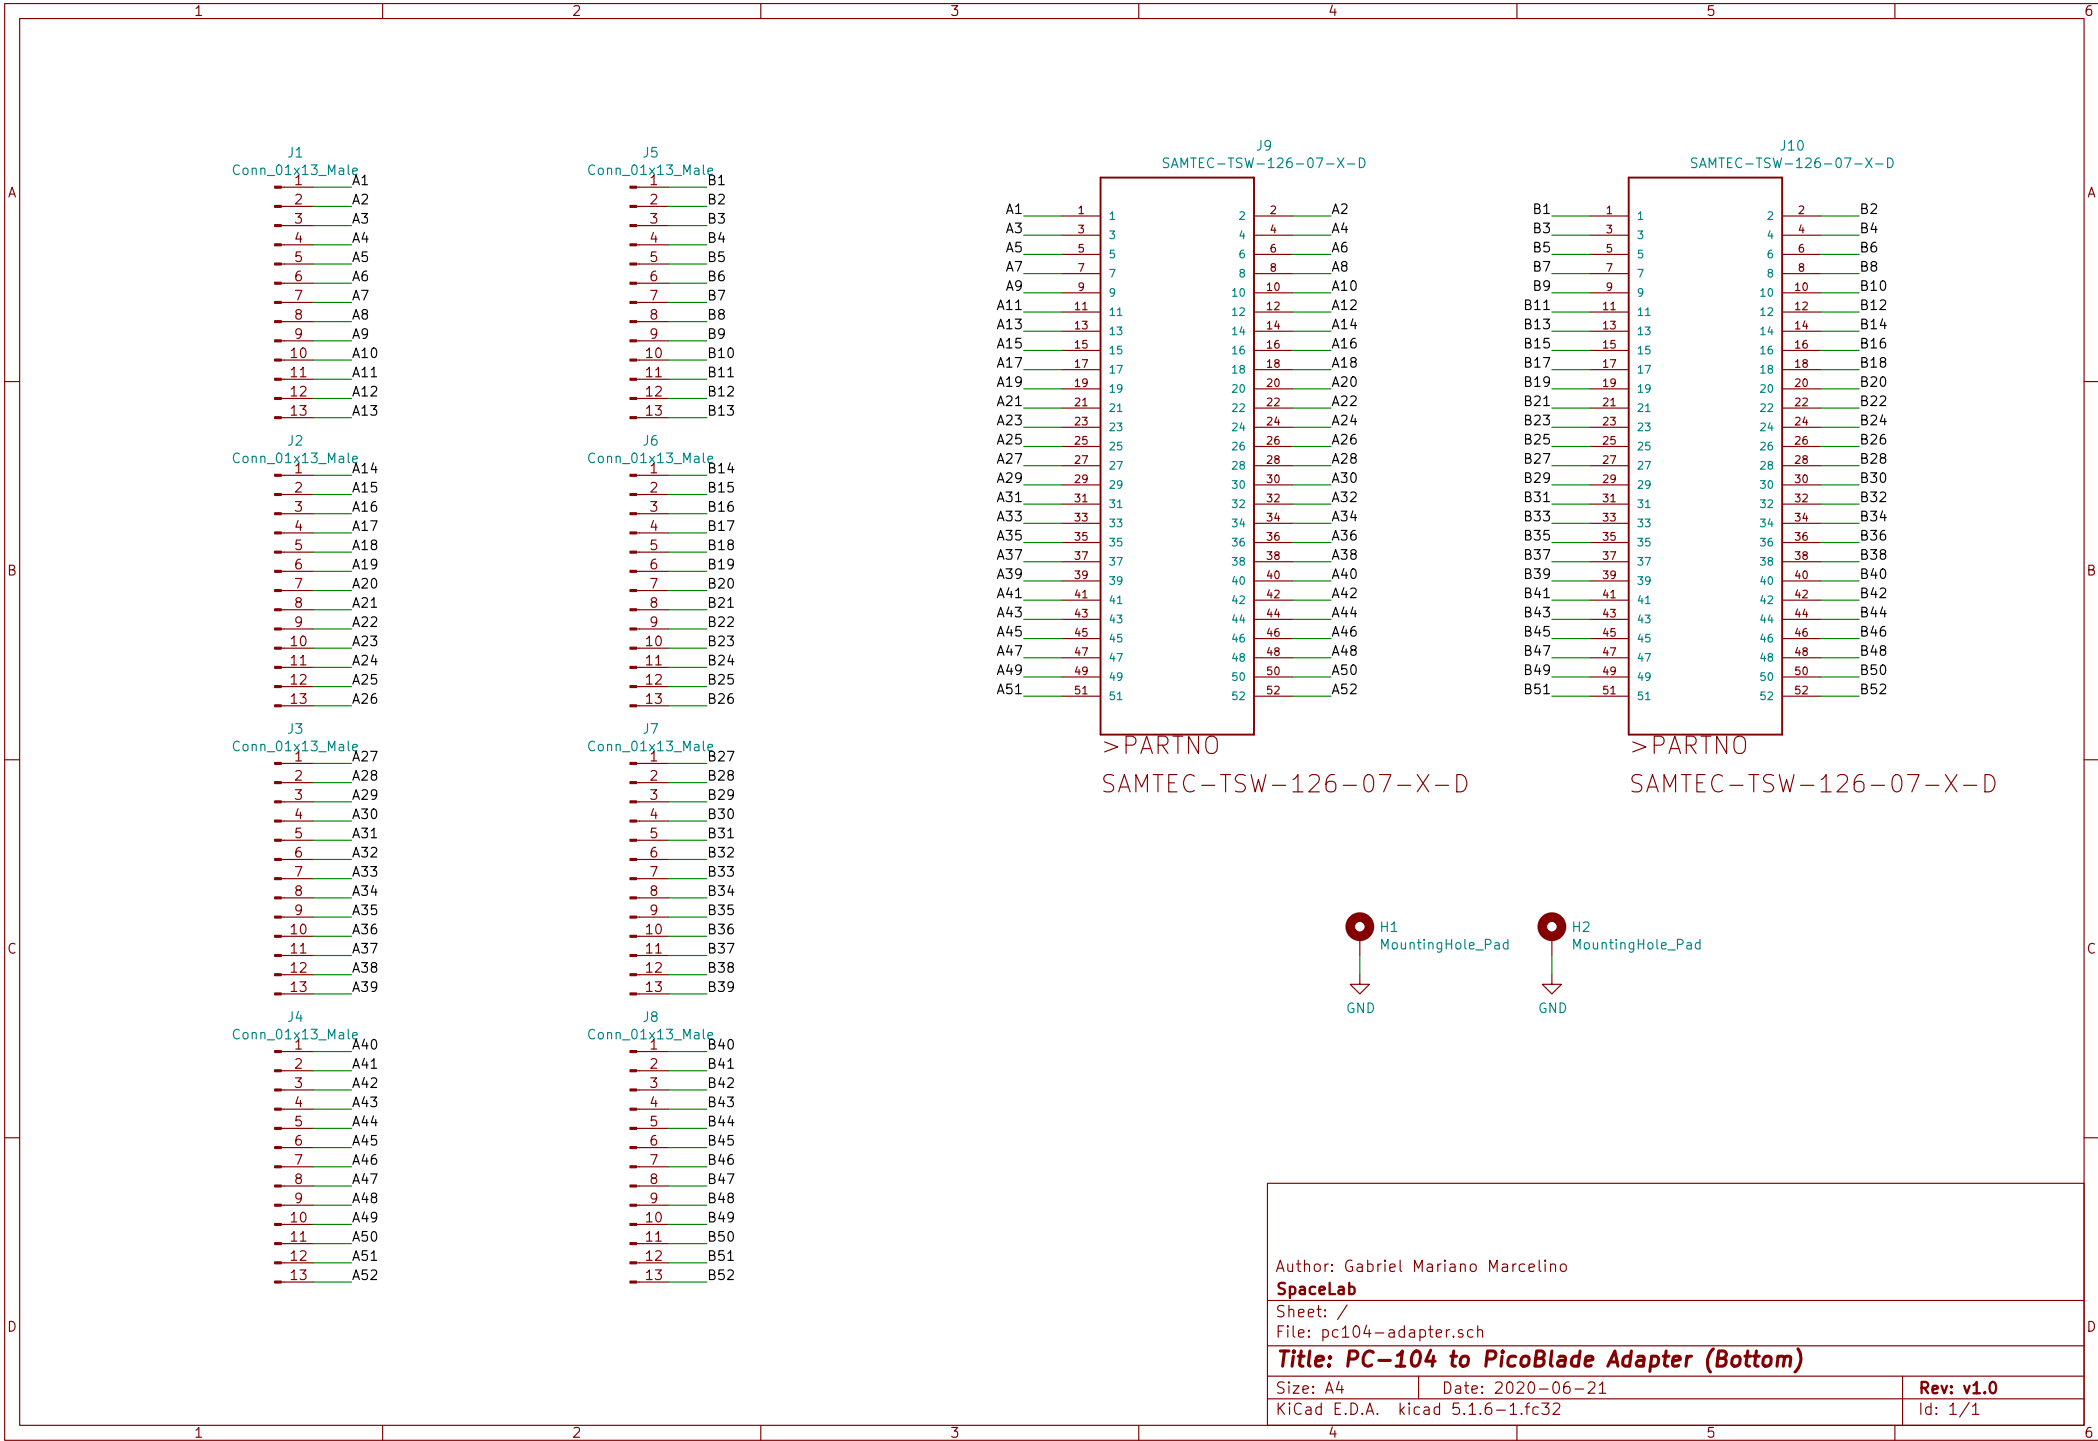 1 2 3 4 5 6
A
B
C
D
J1
Conn_01x13_Male
1 A1
2 A2
3 A3
4 A4
5 A5
6 A6
7 A7
8 A8
9 A9
10 A10
11 A11
12 A12
13 A13
J2
Conn_01x13_Male
1 A14
2 A15
3 A16
4 A17
5 A18
6 A19
7 A20
8 A21
9 A22
10 A23
11 A24
12 A25
13 A26
J3
Conn_01x13_Male
1 A27
2 A28
3 A29
4 A30
5 A31
6 A32
7 A33
8 A34
9 A35
10 A36
11 A37
12 A38
13 A39
J4
Conn_01x13_Male
1 A40
2 A41
3 A42
4 A43
5 A44
6 A45
7 A46
8 A47
9 A48
10 A49
11 A50
12 A51
13 A52
J5
Conn_01x13_Male
1 B1
2 B2
3 B3
4 B4
5 B5
6 B6
7 B7
8 B8
9 B9
10 B10
11 B11
12 B12
13 B13
J6
Conn_01x13_Male
1 B14
2 B15
3 B16
4 B17
5 B18
6 B19
7 B20
8 B21
9 B22
10 B23
11 B24
12 B25
13 B26
J7
Conn_01x13_Male
1 B27
2 B28
3 B29
4 B30
5 B31
6 B32
7 B33
8 B34
9 B35
10 B36
11 B37
12 B38
13 B39
J8
Conn_01x13_Male
1 B40
2 B41
3 B42
4 B43
5 B44
6 B45
7 B46
8 B47
9 B48
10 B49
11 B50
12 B51
13 B52
J9
SAMTEC-TSW-126-07-X-D
A1 1 1 2 2 A2
A3 3 3 4 4 A4
A5 5 5 6 6 A6
A7 7 7 8 8 A8
A9 9 9 10 10 A10
A11 11 11 12 12 A12
A13 13 13 14 14 A14
A15 15 15 16 16 A16
A17 17 17 18 18 A18
A19 19 19 20 20 A20
A21 21 21 22 22 A22
A23 23 23 24 24 A24
A25 25 25 26 26 A26
A27 27 27 28 28 A28
A29 29 29 30 30 A30
A31 31 31 32 32 A32
A33 33 33 34 34 A34
A35 35 35 36 36 A36
A37 37 37 38 38 A38
A39 39 39 40 40 A40
A41 41 41 42 42 A42
A43 43 43 44 44 A44
A45 45 45 46 46 A46
A47 47 47 48 48 A48
A49 49 49 50 50 A50
A51 51 51 52 52 A52
>PARTNO
SAMTEC-TSW-126-07-X-D
J10
SAMTEC-TSW-126-07-X-D
B1 1 1 2 2 B2
B3 3 3 4 4 B4
B5 5 5 6 6 B6
B7 7 7 8 8 B8
B9 9 9 10 10 B10
B11 11 11 12 12 B12
B13 13 13 14 14 B14
B15 15 15 16 16 B16
B17 17 17 18 18 B18
B19 19 19 20 20 B20
B21 21 21 22 22 B22
B23 23 23 24 24 B24
B25 25 25 26 26 B26
B27 27 27 28 28 B28
B29 29 29 30 30 B30
B31 31 31 32 32 B32
B33 33 33 34 34 B34
B35 35 35 36 36 B36
B37 37 37 38 38 B38
B39 39 39 40 40 B40
B41 41 41 42 42 B42
B43 43 43 44 44 B44
B45 45 45 46 46 B46
B47 47 47 48 48 B48
B49 49 49 50 50 B50
B51 51 51 52 52 B52
>PARTNO
SAMTEC-TSW-126-07-X-D
H1
MountingHole_Pad
GND
H2
MountingHole_Pad
GND
A
B
C
D
Author: Gabriel Mariano Marcelino
SpaceLab
Sheet: /
File: pc104-adapter.sch
Title: PC-104 to PicoBlade Adapter (Bottom)
Size: A4 Date: 2020-06-21 Rev: v1.0
KiCad E.D.A. kicad 5.1.6-1.fc32 Id: 1/1
1 2 3 4 5 6